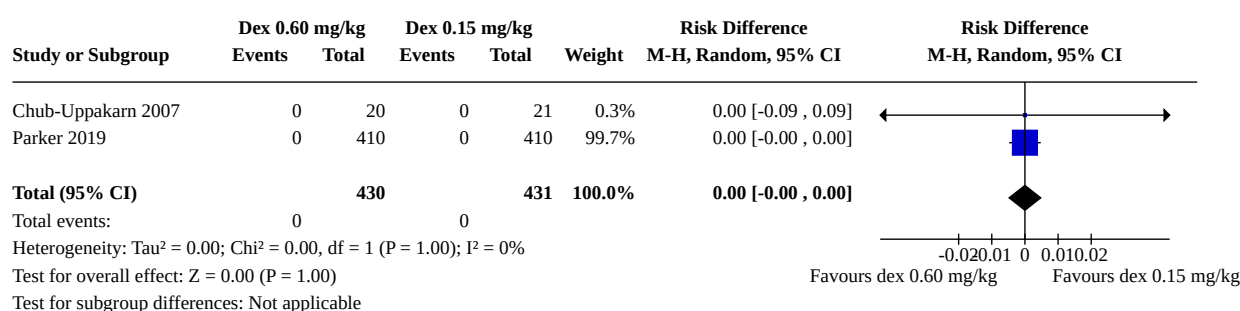 Dex 0.60 mg/kg Dex 0.15 mg/kg Risk Difference Risk Difference
Study or Subgroup Events Total Events Total Weight M-H, Random, 95% CI M-H, Random, 95% CI
Chub-Uppakarn 2007 0 20 0 21 0.3% 0.00 [-0.09 , 0.09]
Parker 2019 0 410 0 410 99.7% 0.00 [-0.00 , 0.00]
Total (95% CI) 430 431 100.0% 0.00 [-0.00 , 0.00]
Total events: 0 0
Heterogeneity: Tau² = 0.00; Chi² = 0.00, df = 1 (P = 1.00); I² = 0%
-0.02 -0.01 0 0.01 0.02
Test for overall effect: Z = 0.00 (P = 1.00) Favours dex 0.60 mg/kg Favours dex 0.15 mg/kg
Test for subgroup differences: Not applicable